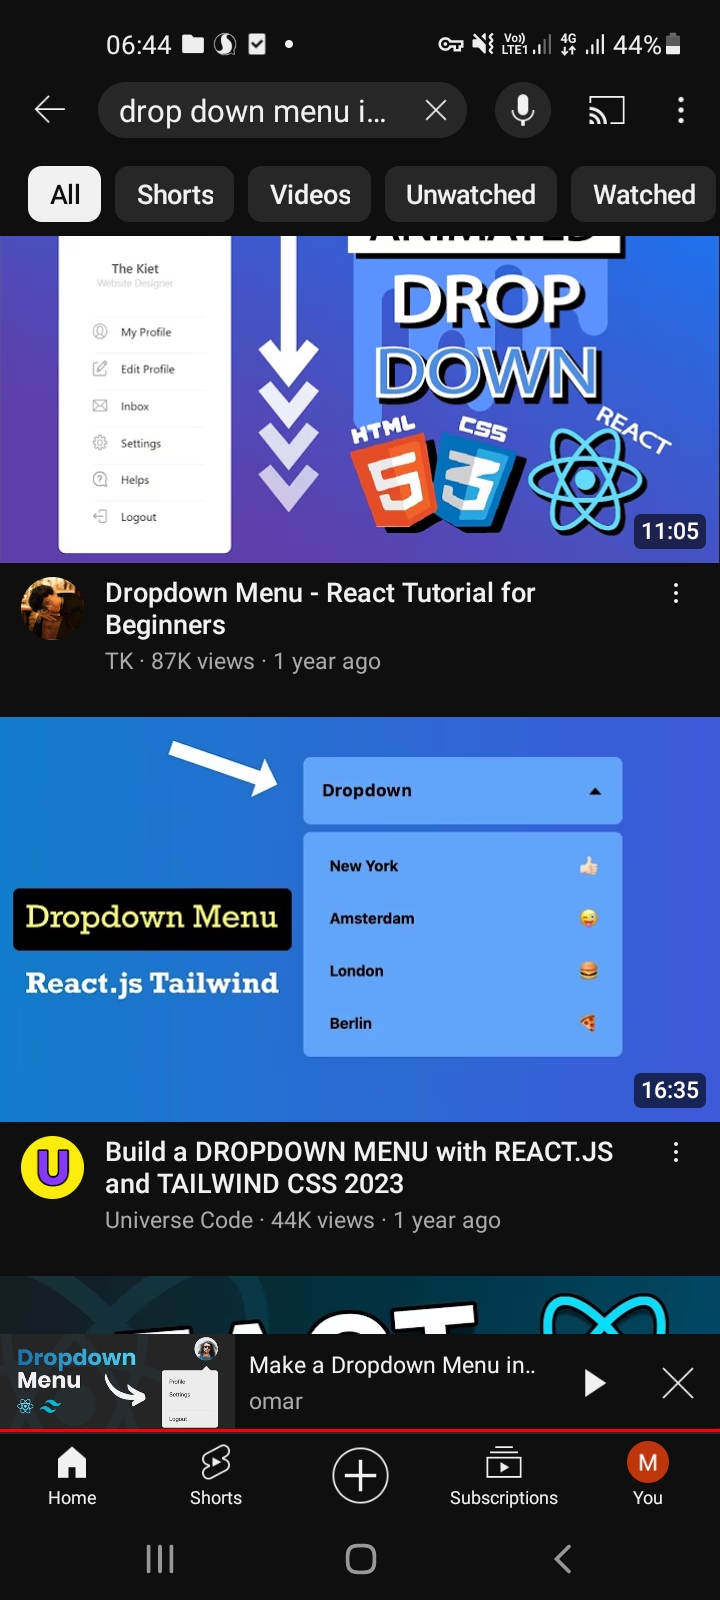 06:44
Vo))
LTE1
4G
44%
drop down menu i...
All
Shorts
Videos
Unwatched
Watched
The Kiet
Website Designer
My Profile
Edit Profile
Inbox
Settings
Helps
Logout
ANIMATED
DROP
DOWN
HTML
CSS
REACT
5
3
11:05
Dropdown Menu - React Tutorial for
Beginners
TK · 87K views · 1 year ago
Dropdown
New York
Amsterdam
London
Berlin
Dropdown Menu
React.js Tailwind
16:35
U
Build a DROPDOWN MENU with REACT.JS
and TAILWIND CSS 2023
Universe Code · 44K views · 1 year ago
Dropdown
Menu
Profile
Settings
Logout
Make a Dropdown Menu in..
omar
Home
Shorts
Subscriptions
M
You